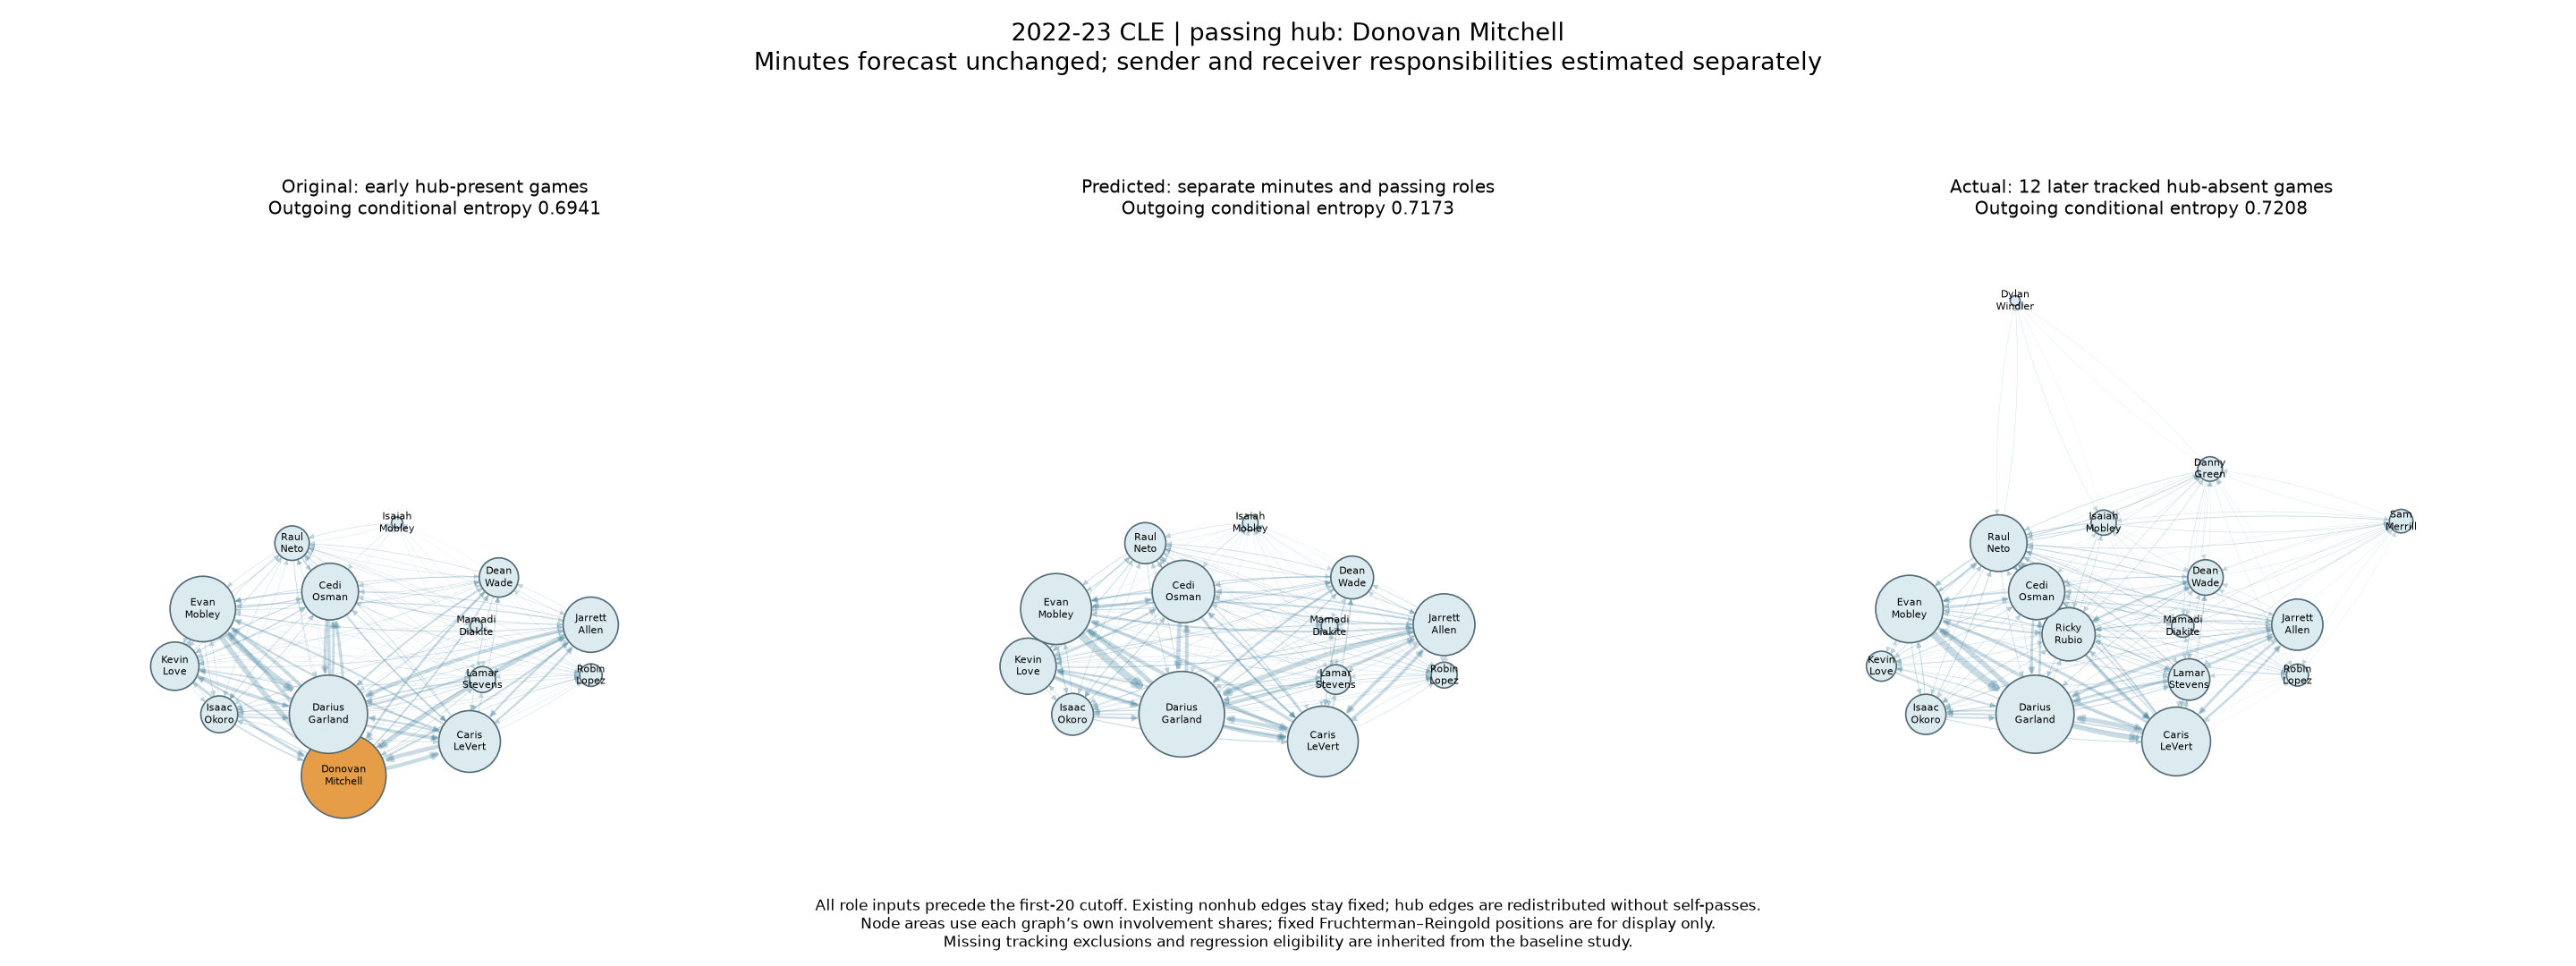 2022-23 CLE | passing hub: Donovan Mitchell
Minutes forecast unchanged; sender and receiver responsibilities estimated separately
Original: early hub-present games
Outgoing conditional entropy 0.6941
Isaiah
Mobley
Raul
Neto
Dean
Wade
Cedi
Osman
Evan
Mobley
Mamadi
Diakite
Jarrett
Allen
Kevin
Love
Lamar
Stevens
Robin
Lopez
Isaac
Okoro
Darius
Garland
Caris
LeVert
Donovan
Mitchell
Predicted: separate minutes and passing roles
Outgoing conditional entropy 0.7173
Isaiah
Mobley
Raul
Neto
Dean
Wade
Cedi
Osman
Evan
Mobley
Mamadi
Diakite
Jarrett
Allen
Kevin
Love
Lamar
Stevens
Robin
Lopez
Isaac
Okoro
Darius
Garland
Caris
LeVert
Actual: 12 later tracked hub-absent games
Outgoing conditional entropy 0.7208
Dylan
Windler
Danny
Green
Isaiah
Mobley
Sam
Merrill
Raul
Neto
Dean
Wade
Cedi
Osman
Evan
Mobley
Ricky
Rubio
Mamadi
Diakite
Jarrett
Allen
Kevin
Love
Lamar
Stevens
Robin
Lopez
Isaac
Okoro
Darius
Garland
Caris
LeVert
All role inputs precede the first-20 cutoff. Existing nonhub edges stay fixed; hub edges are redistributed without self-passes.
Node areas use each graph’s own involvement shares; fixed Fruchterman–Reingold positions are for display only.
Missing tracking exclusions and regression eligibility are inherited from the baseline study.